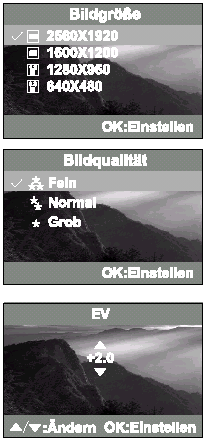 Bildgröße
2560X1920
1600X1200
1280X960
640X480
OK:Einstellen
Bildqualität
Fein
Normal
Grob
OK:Einstellen
EV
+2.0
▲/▼:Ändern OK:Einstellen